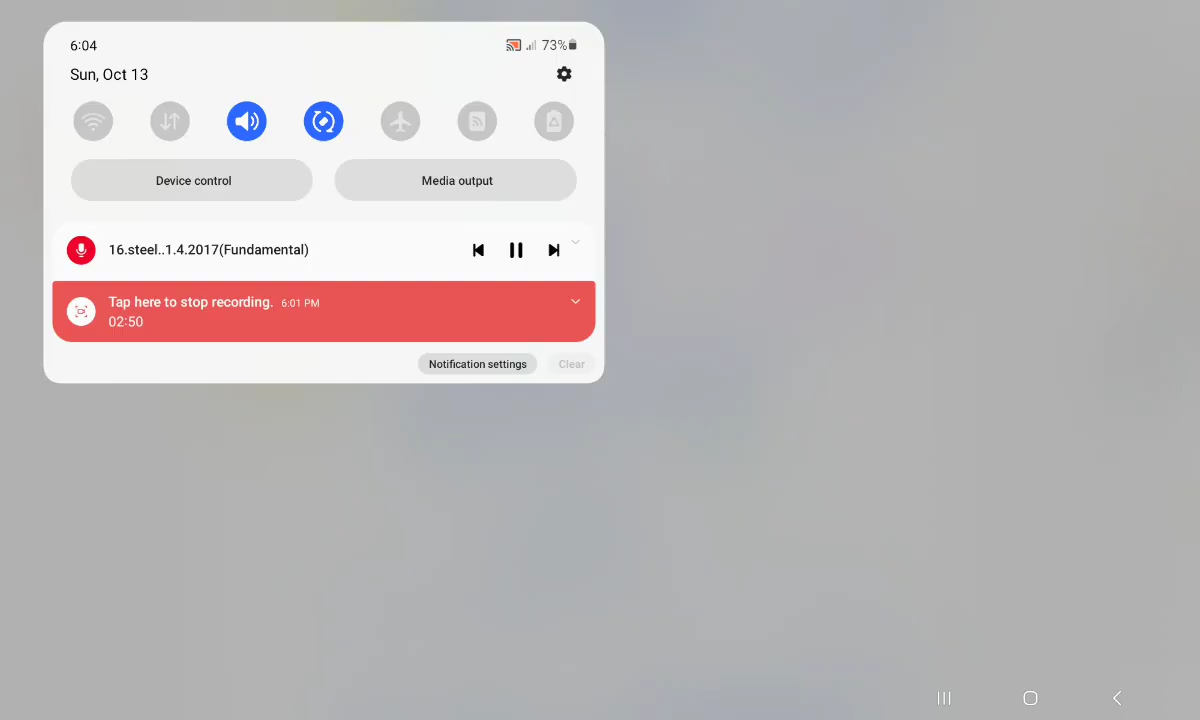 6:04
73%
Sun, Oct 13
Device control
Media output
16.steel..1.4.2017(Fundamental)
Tap here to stop recording. 6:01 PM
02:50
Notification settings
Clear